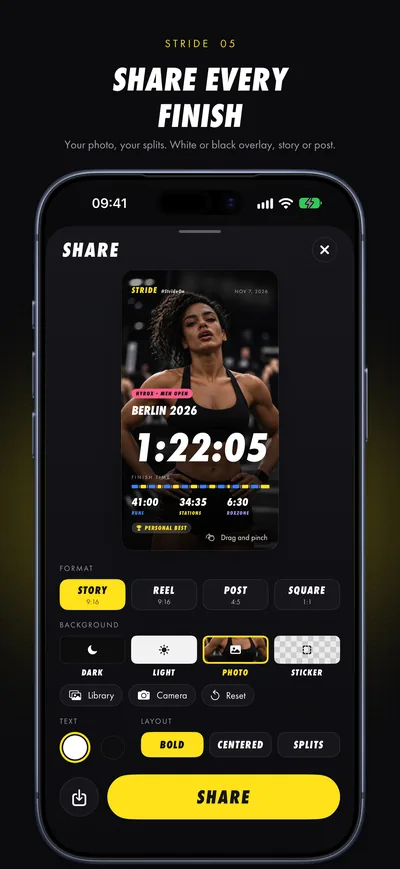 STRIDE 05
SHARE EVERY
FINISH
Your photo, your splits. White or black overlay, story or post.
09:41
SHARE
STRIDE #StrideOn NOV 7, 2026
HYROX · MEN OPEN
BERLIN 2026
1:22:05
FINISH TIME
41:00 34:35 6:30
RUNS STATIONS ROXZONE
PERSONAL BEST
Drag and pinch
FORMAT
STORY REEL POST SQUARE
9:16 9:16 4:5 1:1
BACKGROUND
DARK LIGHT PHOTO STICKER
Library Camera Reset
TEXT LAYOUT
BOLD CENTERED SPLITS
SHARE